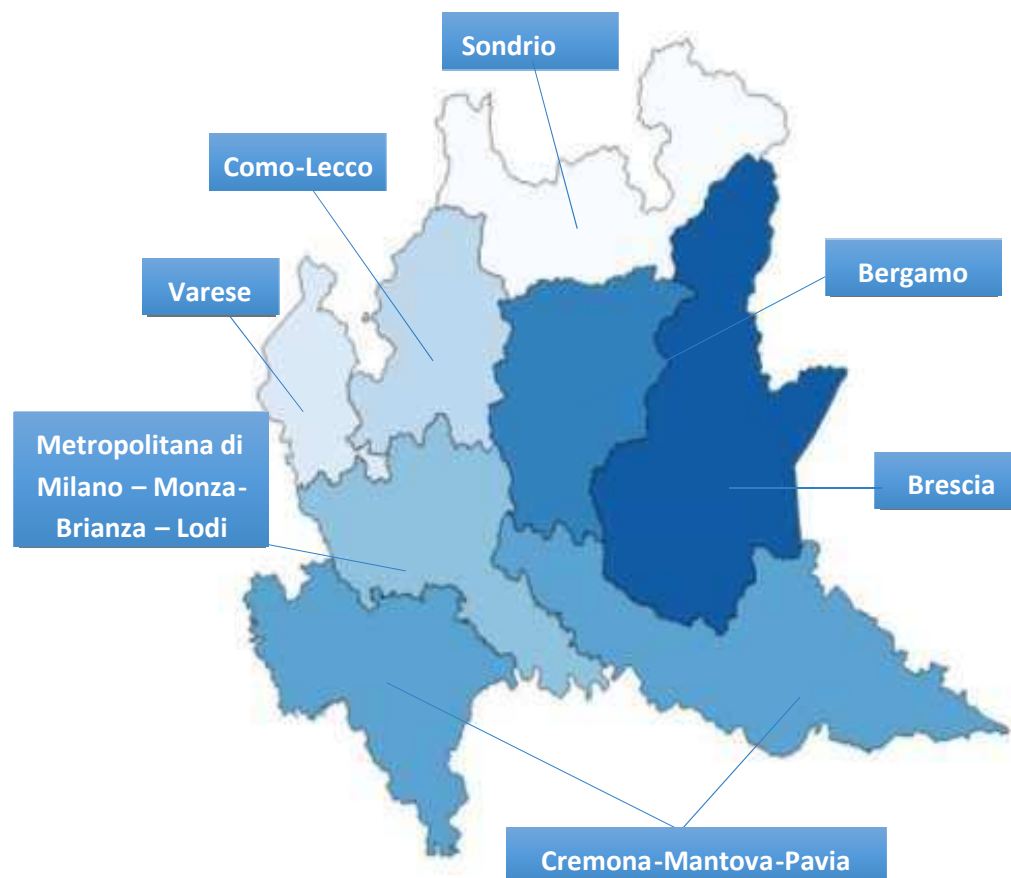 Sondrio
Como-Lecco
Varese
Bergamo
Metropolitana di
Milano – Monza-
Brianza – Lodi
Brescia
Cremona-Mantova-Pavia